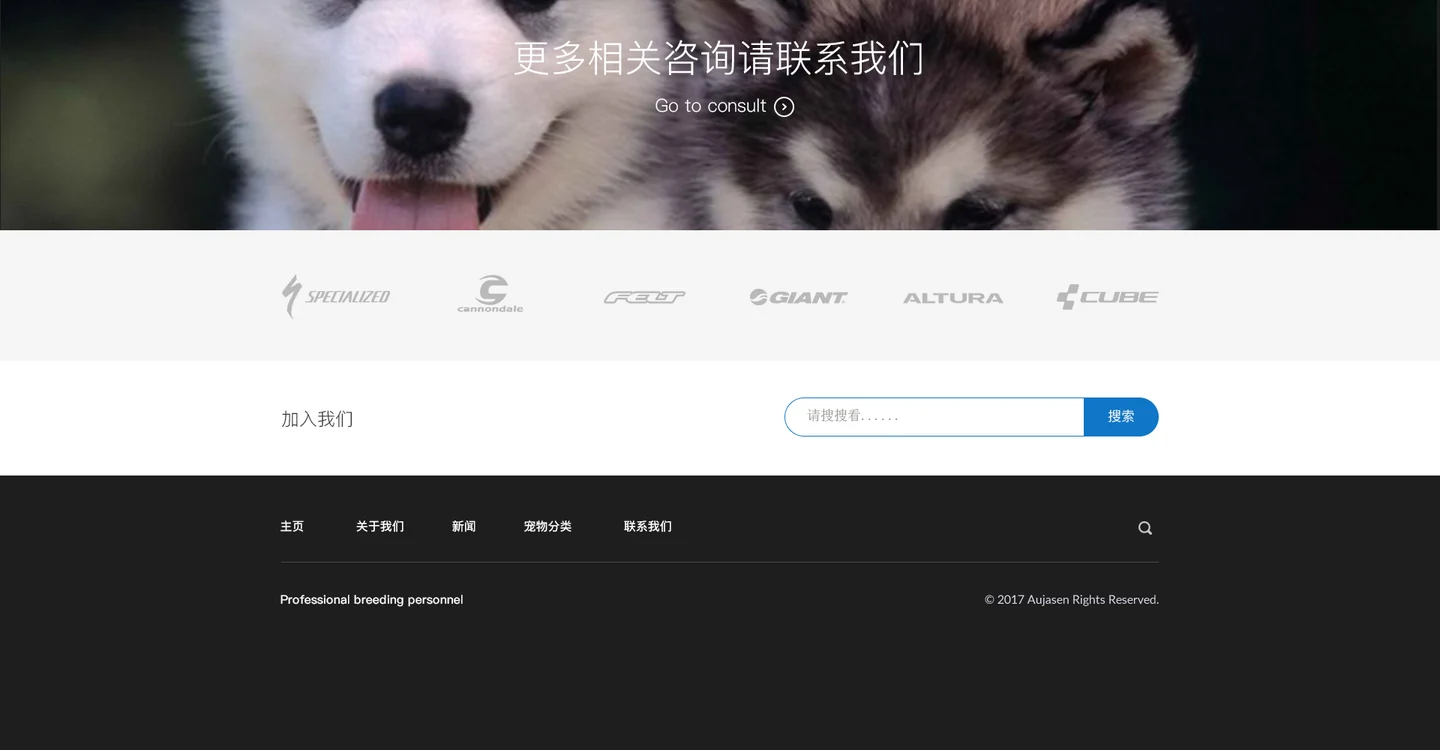 更多相关咨询请联系我们
Go to consult
SPECIALIZED cannondale FELT GIANT ALTURA CUBE
加入我们 请搜搜看...... 搜索
主页 关于我们 新闻 宠物分类 联系我们
Professional breeding personnel © 2017 Aujasen Rights Reserved.